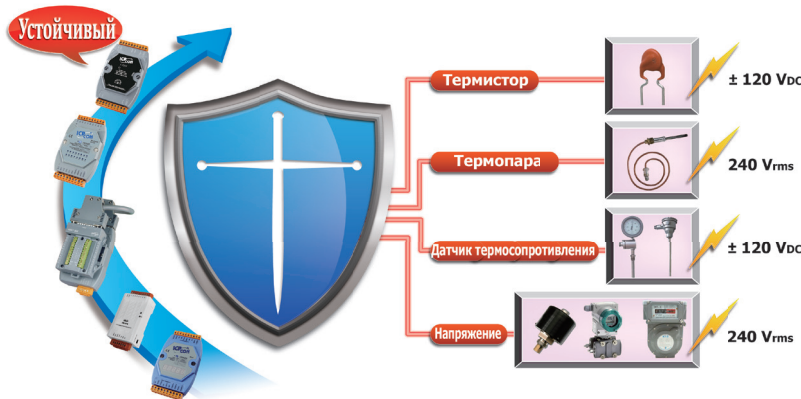 Устойчивый
Термистор
± 120 VDC
Термопара
240 Vrms
Датчик термосопротивления
± 120 VDC
Напряжение
240 Vrms